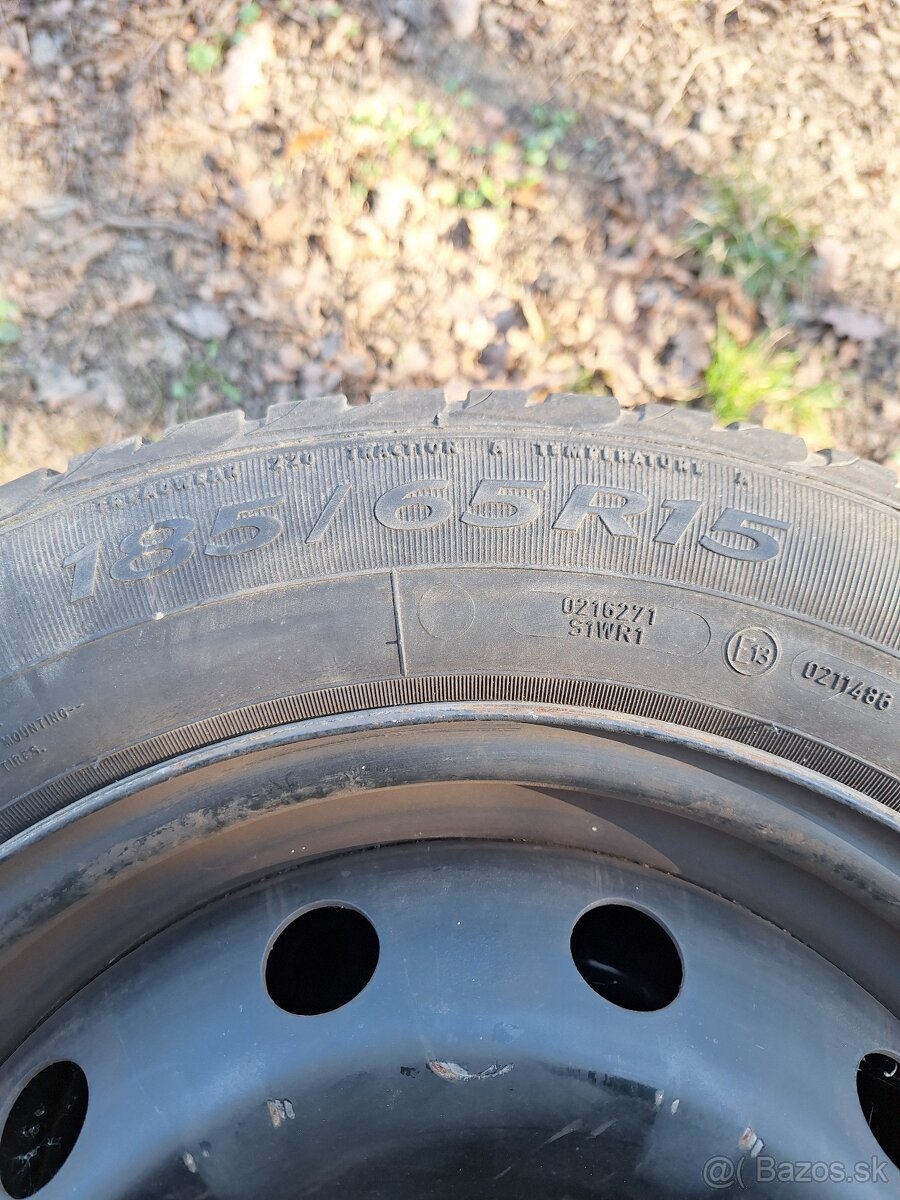 TREADWEAR 220 TRACTION A TEMPERATURE A
185/65R15
0216271
S1WR1
E13
0211486
MOUNTING--
TIRES.
@( Bazos.sk